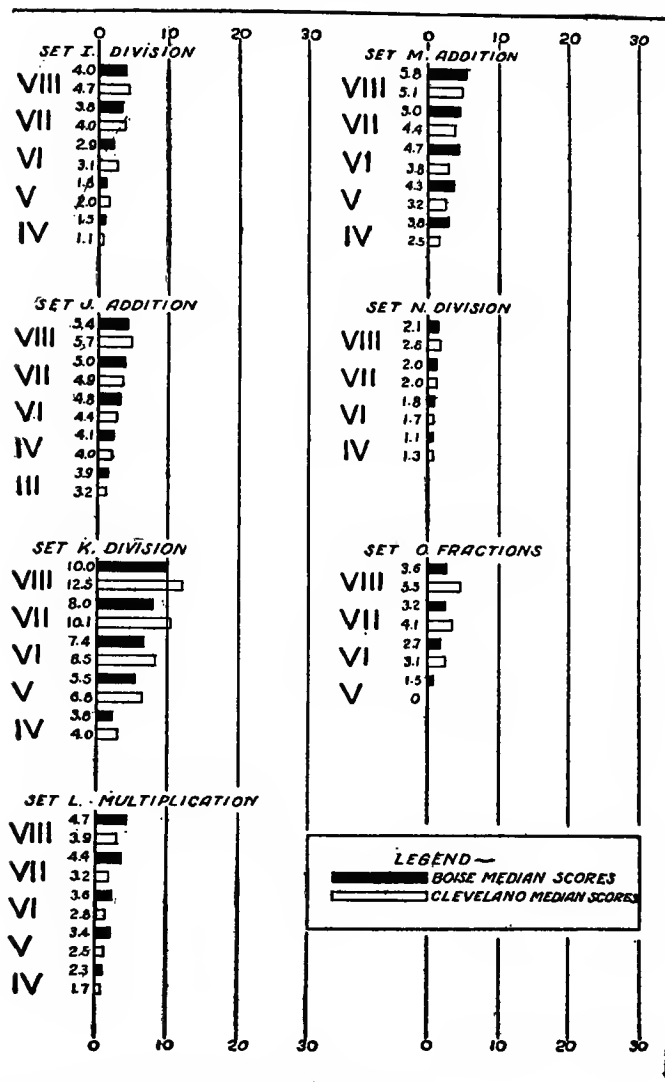 0 10 20 30 0 10 20 30
SET I. DIVISION
VIII 4.0
4.7
VII 3.8
4.0
VI 2.9
3.1
V
2.0
IV 1.3
1.1
SET J. ADDITION
VIII 5.4
5.7
VII 5.0
4.9
VI 4.8
4.4
IV 4.1
4.0
III 3.9
3.2
SET K. DIVISION
VIII 10.0
12.5
VII 8.0
10.1
VI 7.4
8.5
V 5.5
6.8
IV 3.8
4.0
SET L. - MULTIPLICATION
VIII 4.7
3.9
VII 4.4
3.2
VI 3.6
2.8
V 3.4
2.5
IV 2.3
1.7
0 10 20 30
SET M. ADDITION
VIII 5.8
5.1
VII 5.0
4.4
VI 4.7
3.8
V 4.3
3.2
IV 3.8
2.5
SET N. DIVISION
VIII 2.1
2.6
VII 2.0
2.0
VI 1.8
1.7
IV 1.1
1.3
SET O. FRACTIONS
VIII 3.6
5.3
VII 3.2
4.1
VI 2.7
3.1
V 1.5
0
LEGEND~
BOISE MEDIAN SCORES
CLEVELAND MEDIAN SCORES
0 10 20 30